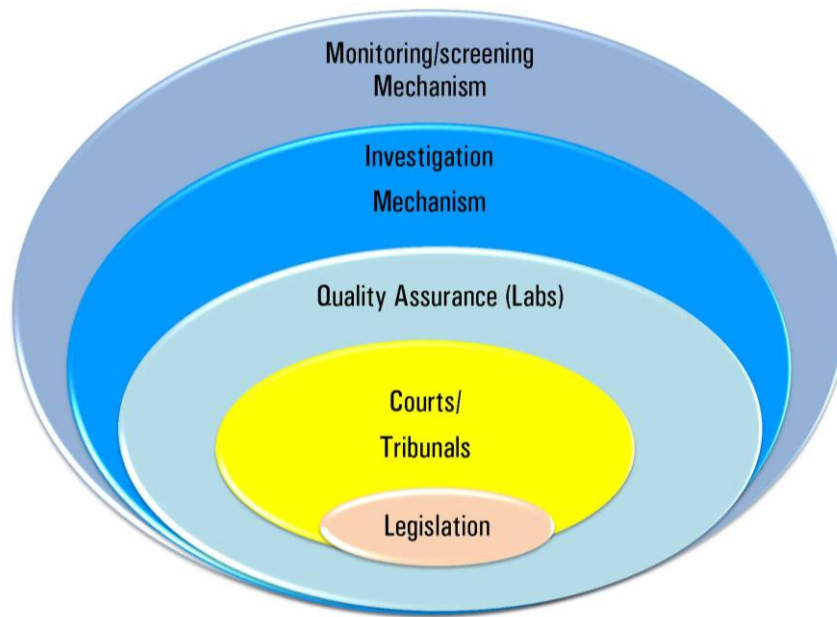 Monitoring/screening
Mechanism
Investigation
Mechanism
Quality Assurance (Labs)
Courts/
Tribunals
Legislation